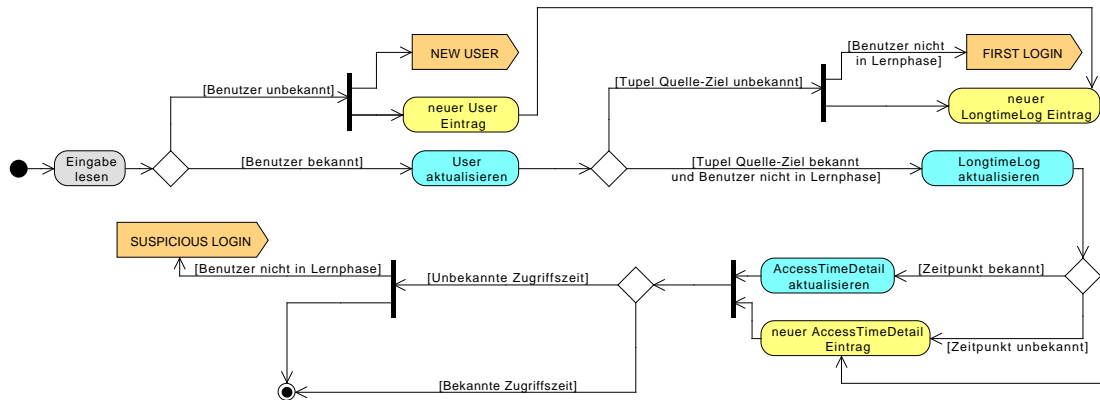 NEW USER
[Benutzer nicht
in Lernphase]
FIRST LOGIN
[Benutzer unbekannt]
[Tupel Quelle-Ziel unbekannt]
neuer User
Eintrag
neuer
LongtimeLog Eintrag
Eingabe
lesen
[Benutzer bekannt]
User
aktualisieren
[Tupel Quelle-Ziel bekannt
und Benutzer nicht in Lernphase]
LongtimeLog
aktualisieren
SUSPICIOUS LOGIN
[Benutzer nicht in Lernphase]
[Unbekannte Zugriffszeit]
AccessTimeDetail
aktualisieren
[Zeitpunkt bekannt]
neuer AccessTimeDetail
Eintrag
[Zeitpunkt unbekannt]
[Bekannte Zugriffszeit]